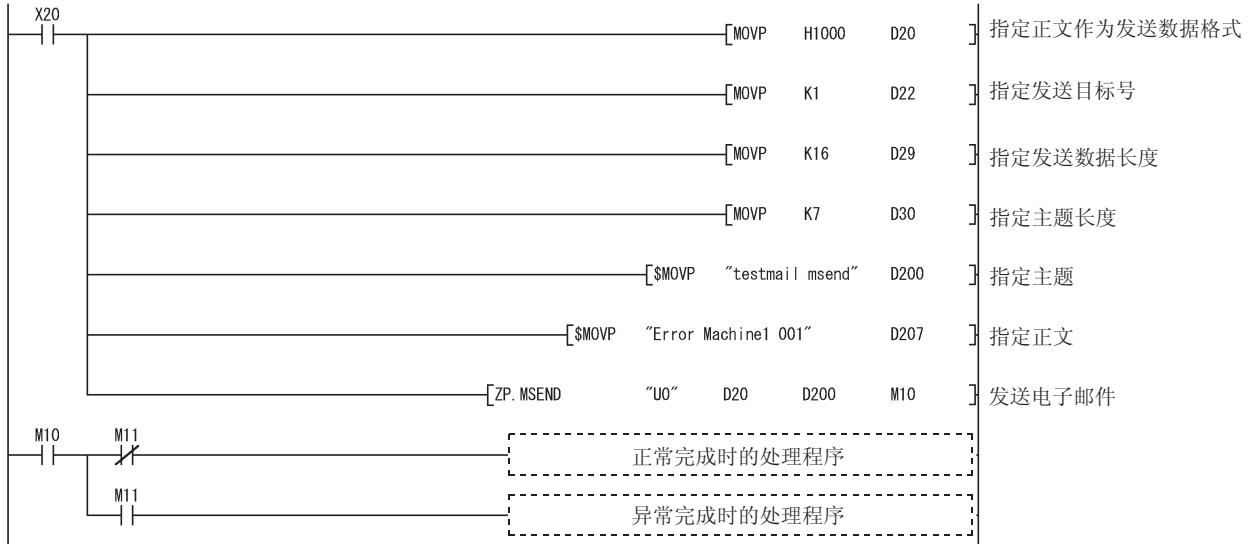 X20
MOVP H1000 D20 指定正文作为发送数据格式
MOVP K1 D22 指定发送目标号
MOVP K16 D29 指定发送数据长度
MOVP K7 D30 指定主题长度
$MOVP "testmail msend" D200 指定主题
$MOVP "Error Machine1 001" D207 指定正文
ZP.MSEND "U0" D20 D200 M10 发送电子邮件
M10 M11
正常完成时的处理程序
M11
异常完成时的处理程序